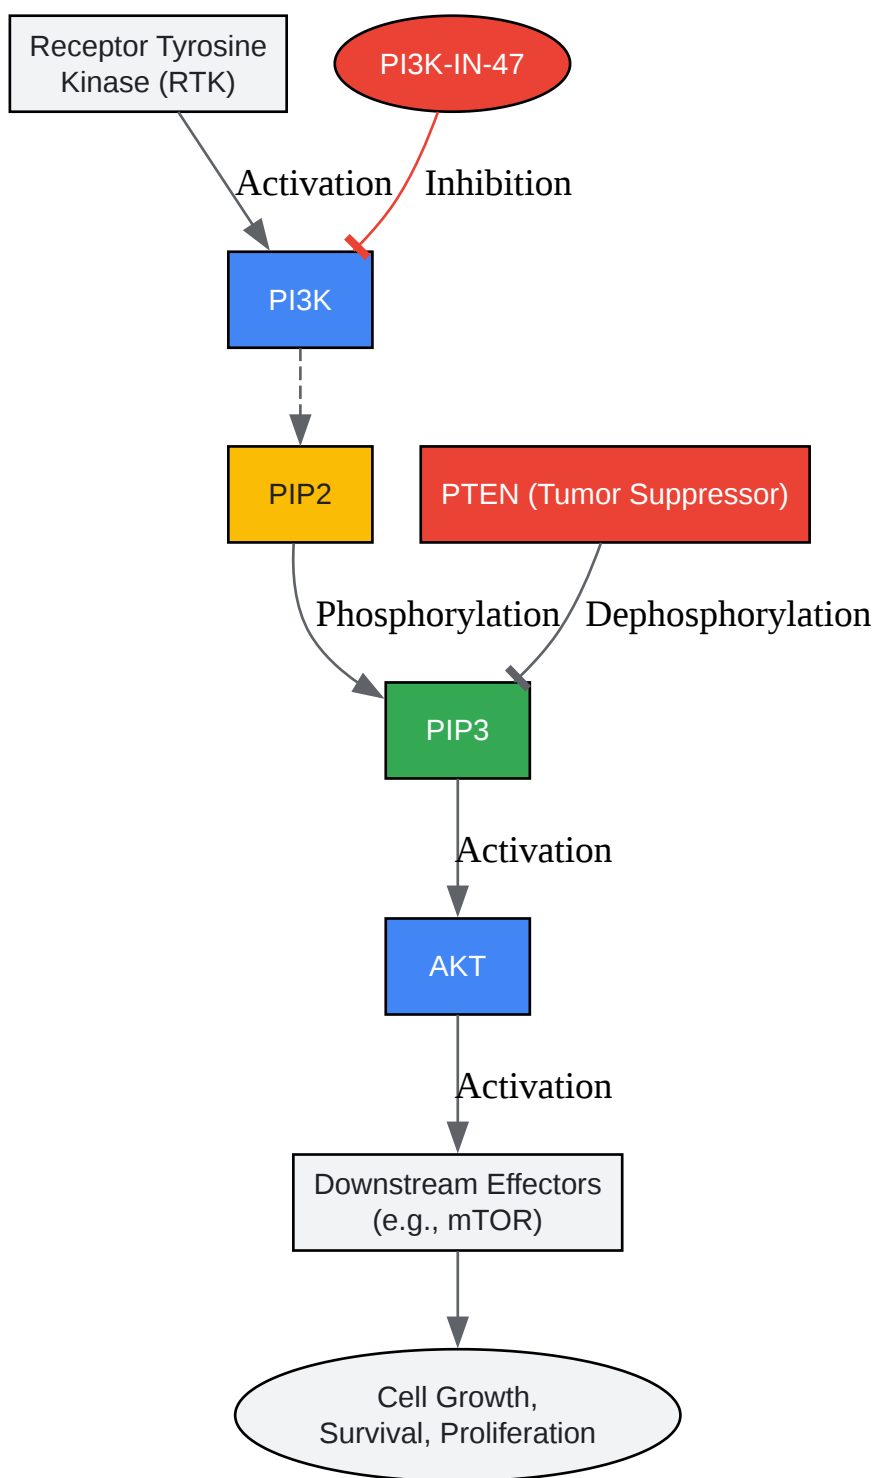 Receptor Tyrosine
Kinase (RTK)
PI3K-IN-47
Activation
Inhibition
PI3K
PIP2
PTEN (Tumor Suppressor)
Phosphorylation
Dephosphorylation
PIP3
Activation
AKT
Activation
Downstream Effectors
(e.g., mTOR)
Cell Growth,
Survival, Proliferation